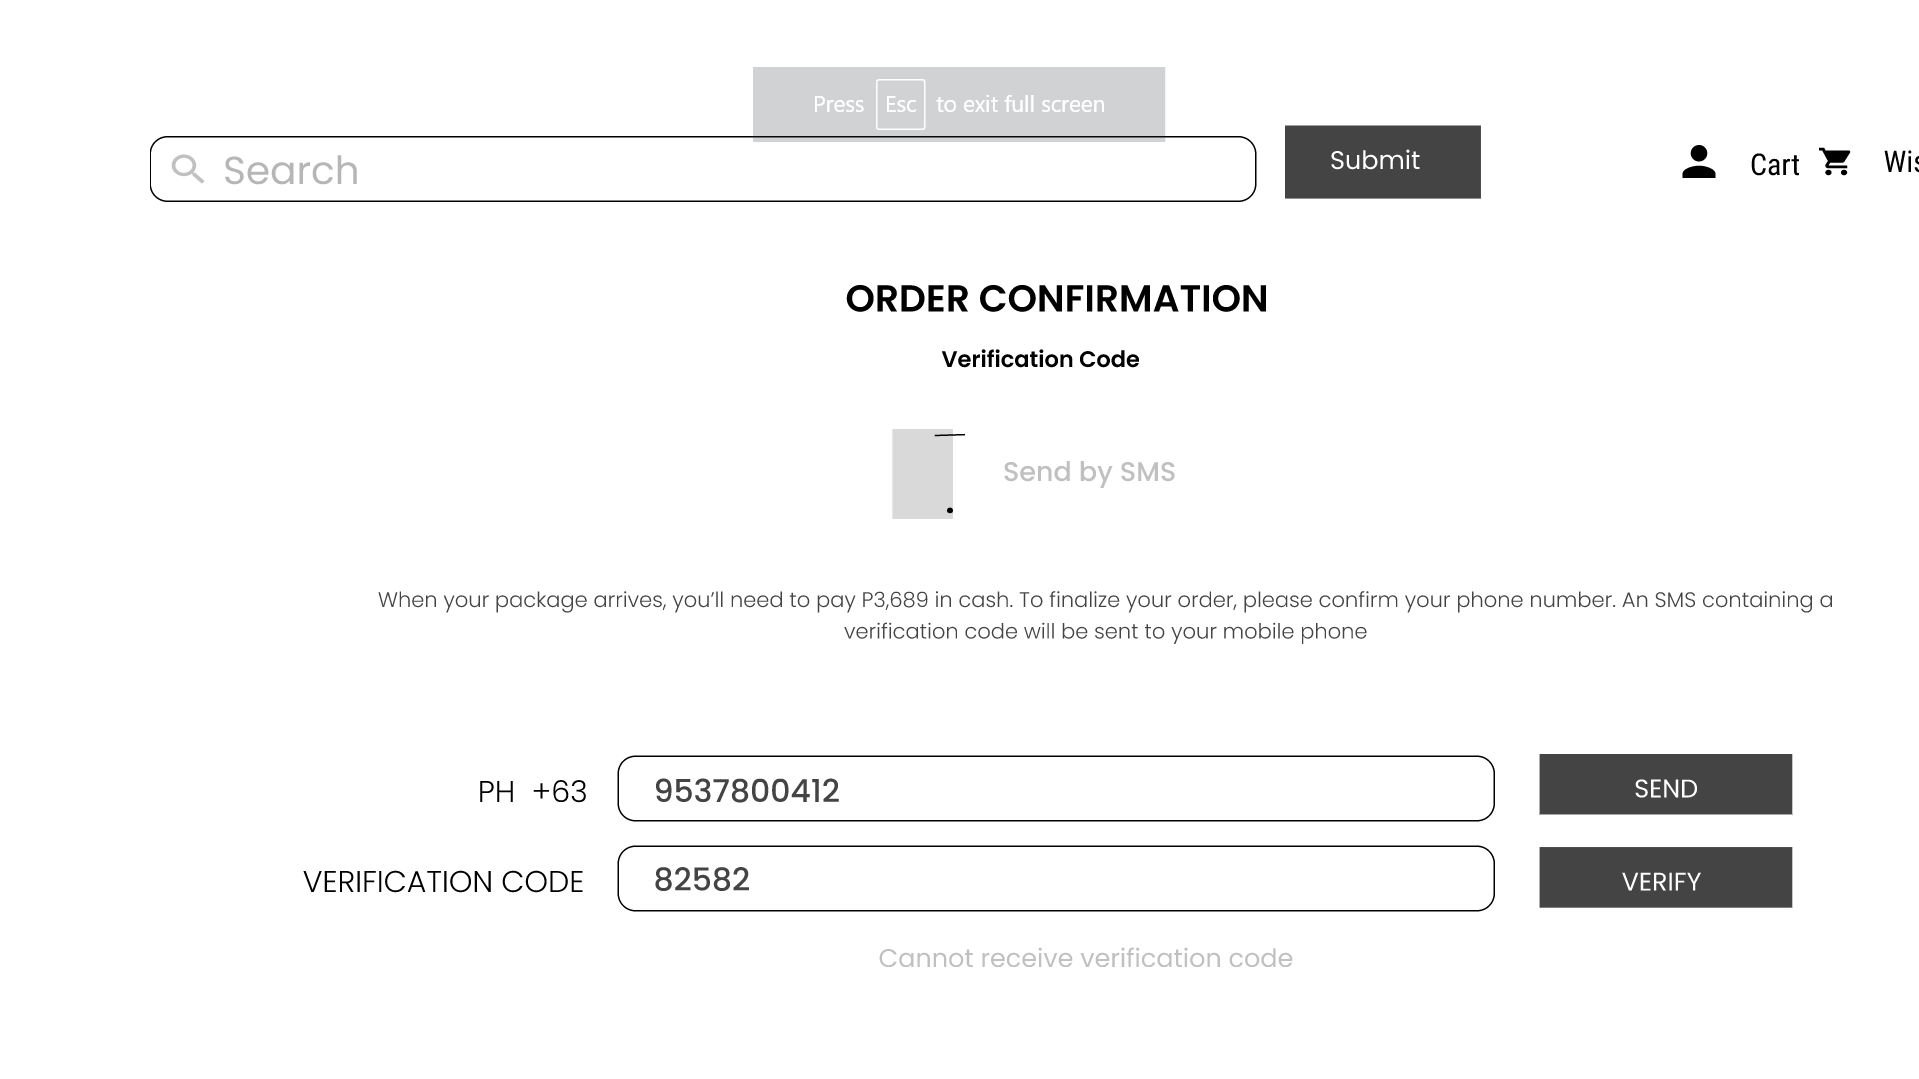 Press Esc to exit full screen
Search
Submit
Cart
ORDER CONFIRMATION
Verification Code
Send by SMS
When your package arrives, you’ll need to pay P3,689 in cash. To finalize your order, please confirm your phone number. An SMS containing a
verification code will be sent to your mobile phone
PH +63 9537800412 SEND
VERIFICATION CODE 82582 VERIFY
Cannot receive verification code